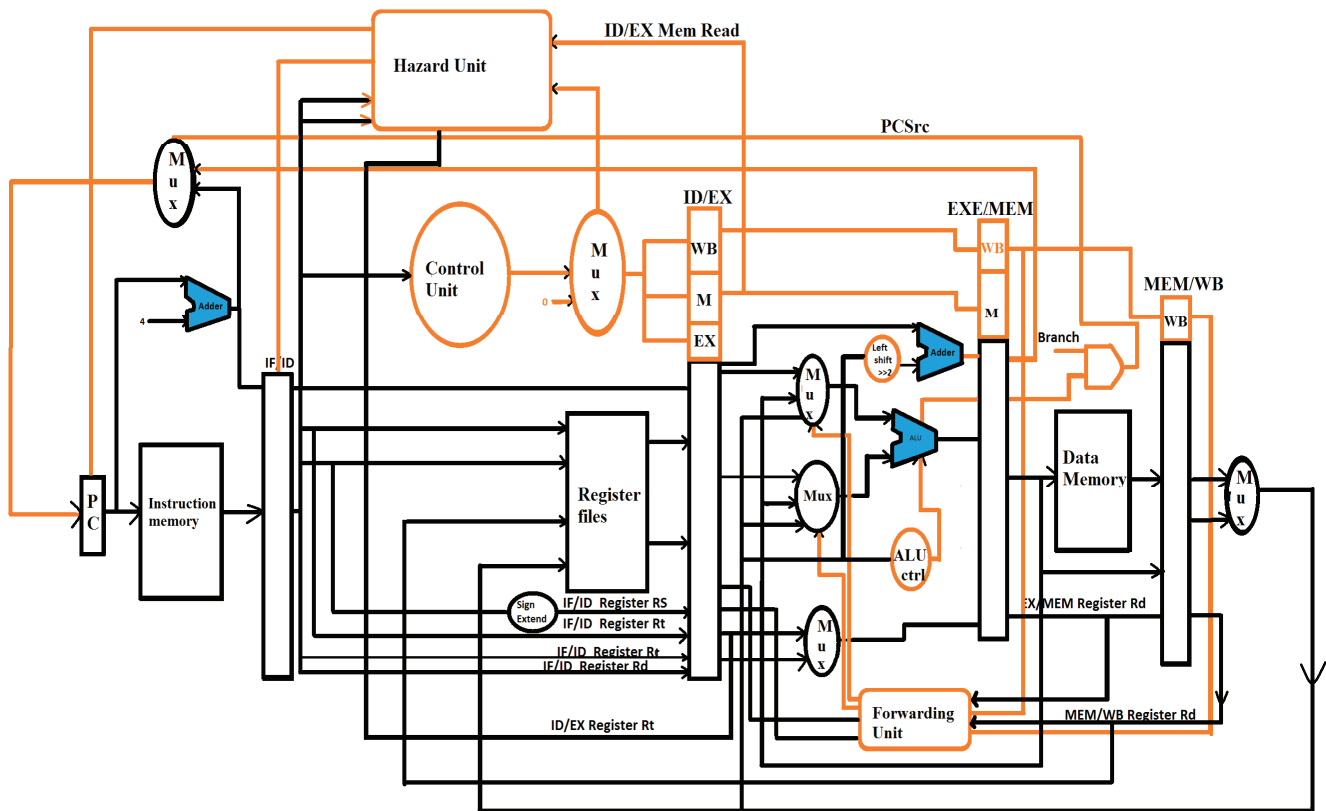 ID/EX Mem Read
Hazard Unit
PCSrc
M
u
x
ID/EX
EXE/MEM
MEM/WB
WB
M
EX
WB
M
WB
Control
Unit
M
u
x
0
Adder
4
IF/ID
Branch
Left
shift
>>2
Adder
M
u
x
ALU
Mux
ALU
ctrl
P
C
Instruction
memory
Register
files
Data
Memory
M
u
x
Sign
Extend
IF/ID Register RS
IF/ID Register Rt
IF/ID Register Rt
IF/ID Register Rd
M
u
x
EX/MEM Register Rd
Forwarding
Unit
MEM/WB Register Rd
ID/EX Register Rt